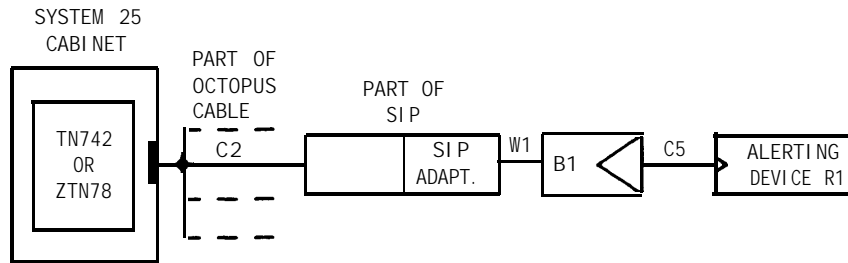 SYSTEM 25
CABINET
TN742
OR
ZTN78
PART OF
OCTOPUS
CABLE
C2
PART OF
SIP
SIP
ADAPT.
W1
B1
C5
ALERTING
DEVICE R1